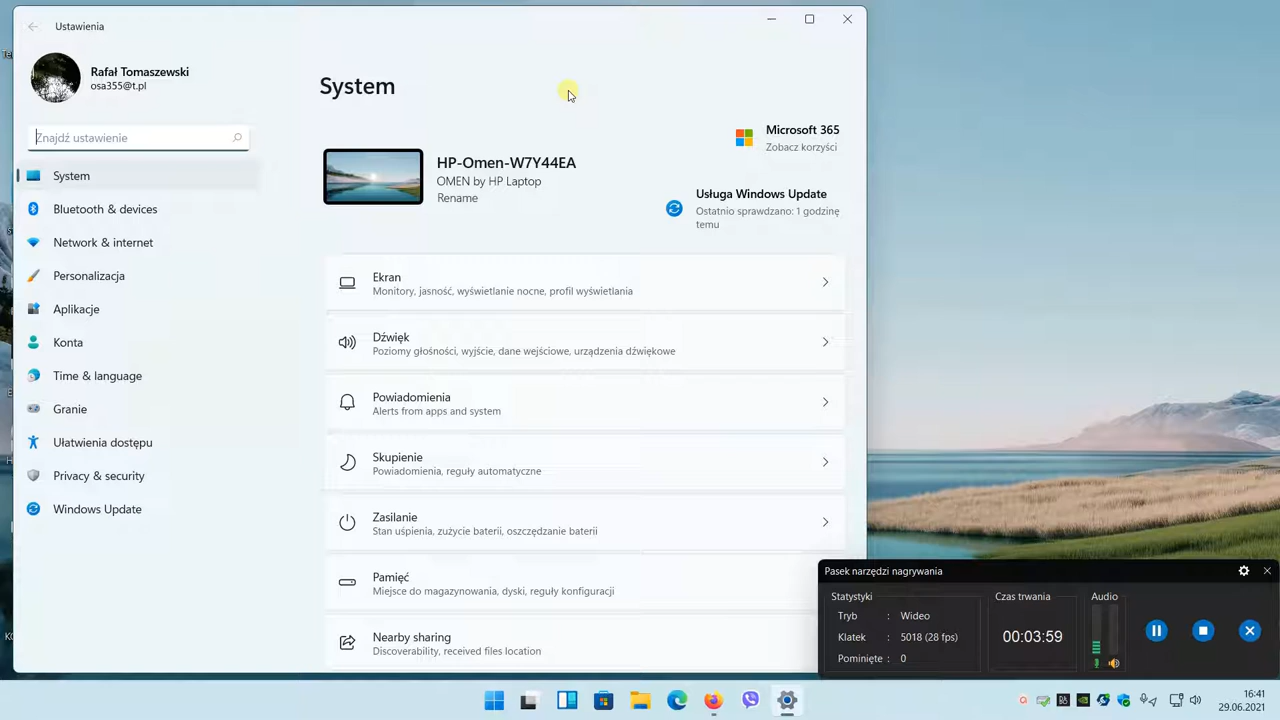 Ustawienia
Rafał Tomaszewski
osa355@t.pl
Znajdź ustawienie
System
Bluetooth & devices
Network & internet
Personalizacja
Aplikacje
Konta
Time & language
Granie
Ułatwienia dostępu
Privacy & security
Windows Update
System
HP-Omen-W7Y44EA
OMEN by HP Laptop
Rename
Microsoft 365
Zobacz korzyści
Usługa Windows Update
Ostatnio sprawdzano: 1 godzinę
temu
Ekran
Monitory, jasność, wyświetlanie nocne, profil wyświetlania
Dźwięk
Poziomy głośności, wyjście, dane wejściowe, urządzenia dźwiękowe
Powiadomienia
Alerts from apps and system
Skupienie
Powiadomienia, reguły automatyczne
Zasilanie
Stan uśpienia, zużycie baterii, oszczędzanie baterii
Pamięć
Miejsce do magazynowania, dyski, reguły konfiguracji
Nearby sharing
Discoverability, received files location
Pasek narzędzi nagrywania
Statystyki
Tryb : Wideo
Klatek : 5018 (28 fps)
Pominięte : 0
Czas trwania
00:03:59
Audio
16:41
29.06.2021